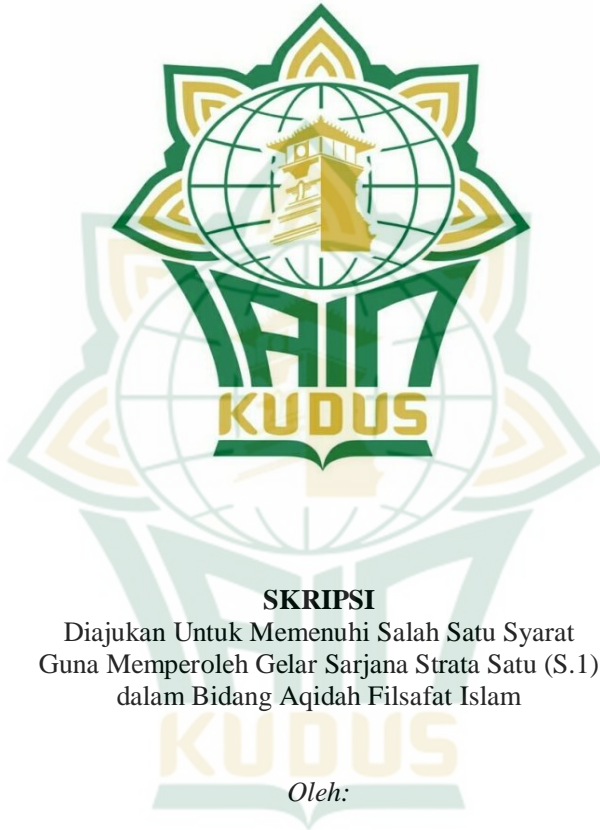 IAIN
KUDUS
SKRIPSI
Diajukan Untuk Memenuhi Salah Satu Syarat
Guna Memperoleh Gelar Sarjana Strata Satu (S.1)
dalam Bidang Aqidah Filsafat Islam
KUDUS
Oleh: